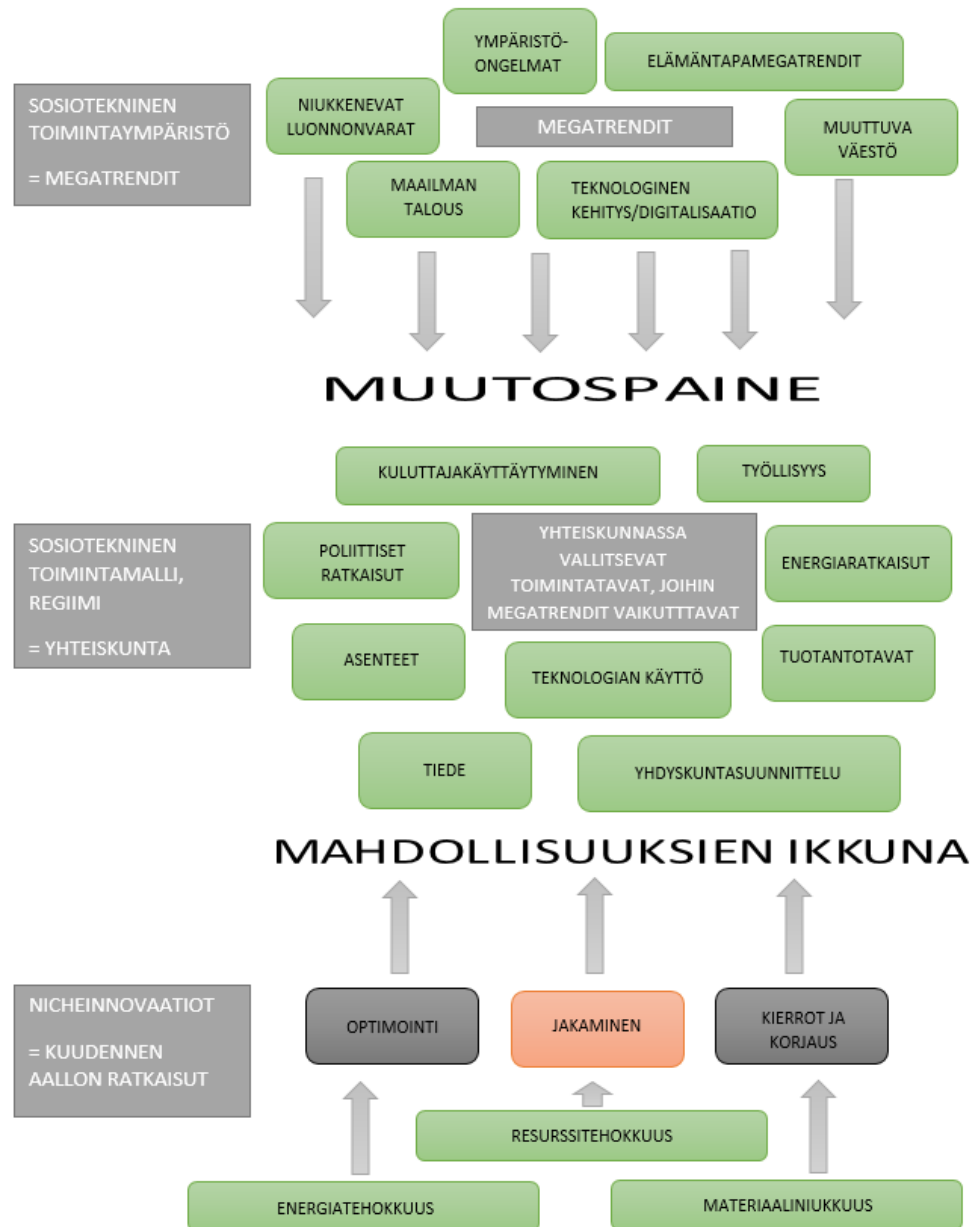 YMPÄRISTÖ-
ONGELMAT
ELÄMÄNTAPAMEGATRENDIT
SOSIOTEKNINEN
TOIMINTAYMPÄRISTÖ
= MEGATRENDIT
NIUKKENEVAT
LUONNONVARAT
MEGATRENDIT
MUUTTUVA
VÄESTÖ
MAAILMAN
TALOUS
TEKNOLOGINEN
KEHITYS/DIGITALISAATIO
MUUTOSPAINE
KULUTTAJAKÄYTTÄYTYMINEN
TYÖLLISYYS
SOSIOTEKNINEN
TOIMINTAMALLI,
REGIIMI
= YHTEISKUNTA
POLIITTISET
RATKAISUT
YHTEISKUNNASSA
VALLITSEVAT
TOIMINTATAVAT, JOIHIN
MEGATRENDIT VAIKUTTTAVAT
ENERGIARATKAISUT
ASENTEET
TEKNOLOGIAN KÄYTTÖ
TUOTANTOTAVAT
TIEDE
YHDYSKUNTASUUNNITTELU
MAHDOLLISUUKSIEN IKKUNA
NICHEINNOVAATIOT
= KUUDENNEN
AALLON RATKAISUT
OPTIMOINTI
JAKAMINEN
KIERROT JA
KORJAUS
RESURSSITEHOKKUUS
ENERGIATEHOKKUUS
MATERIAALINIUKKUUS